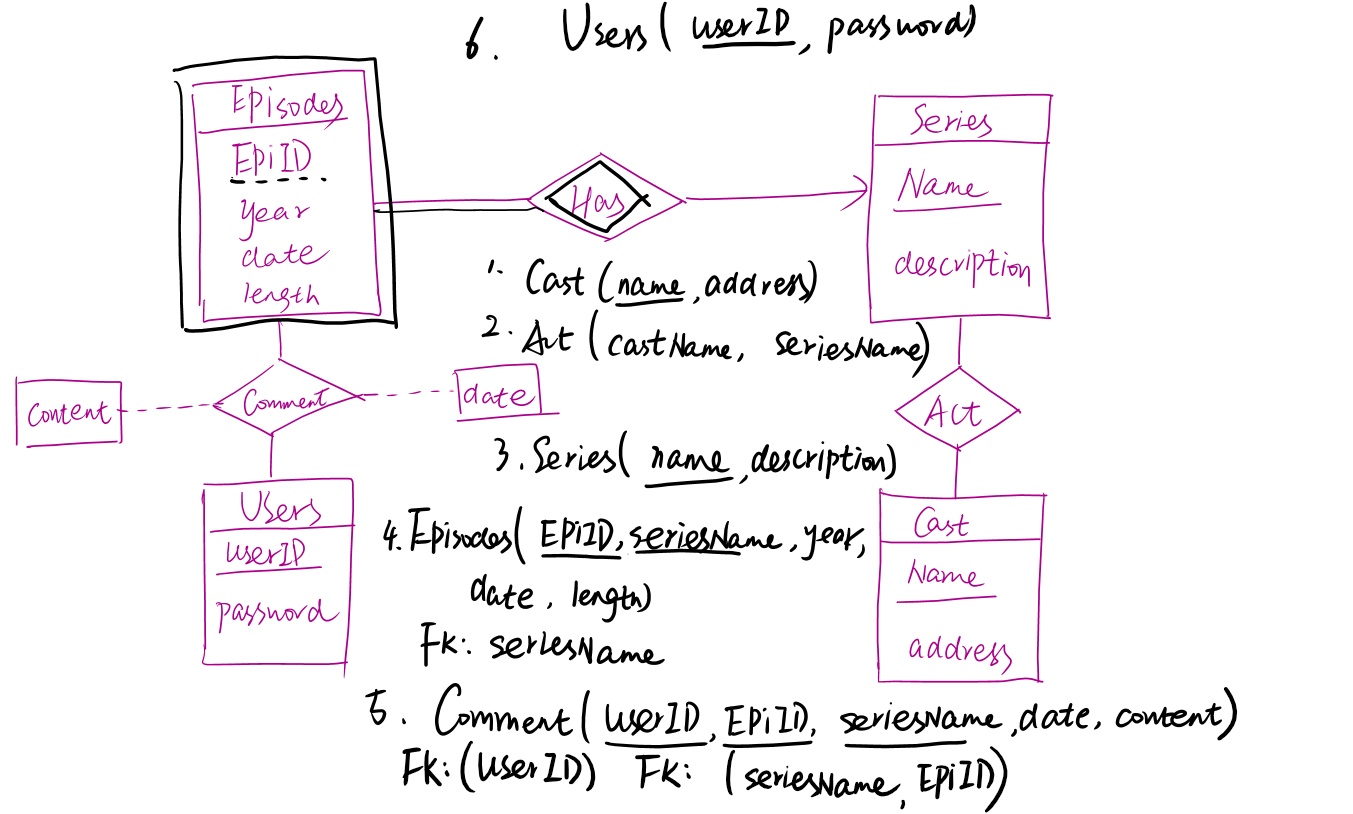 6. Users ( userID, password)
Episodes
EpiID
year
date
length
Has
Series
Name
description
1. Cast (name, address)
2. Act ( castName, seriesName)
Content
Comment
date
Act
3. Series( name, description)
Users
userID
password
Cast
Name
address
4. Episodes( EPiID, seriesName, year,
date, length)
Fk: seriesName
5. Comment( userID, EpiID, seriesName, date, content)
Fk: (userID) Fk: (seriesName, EpiID)